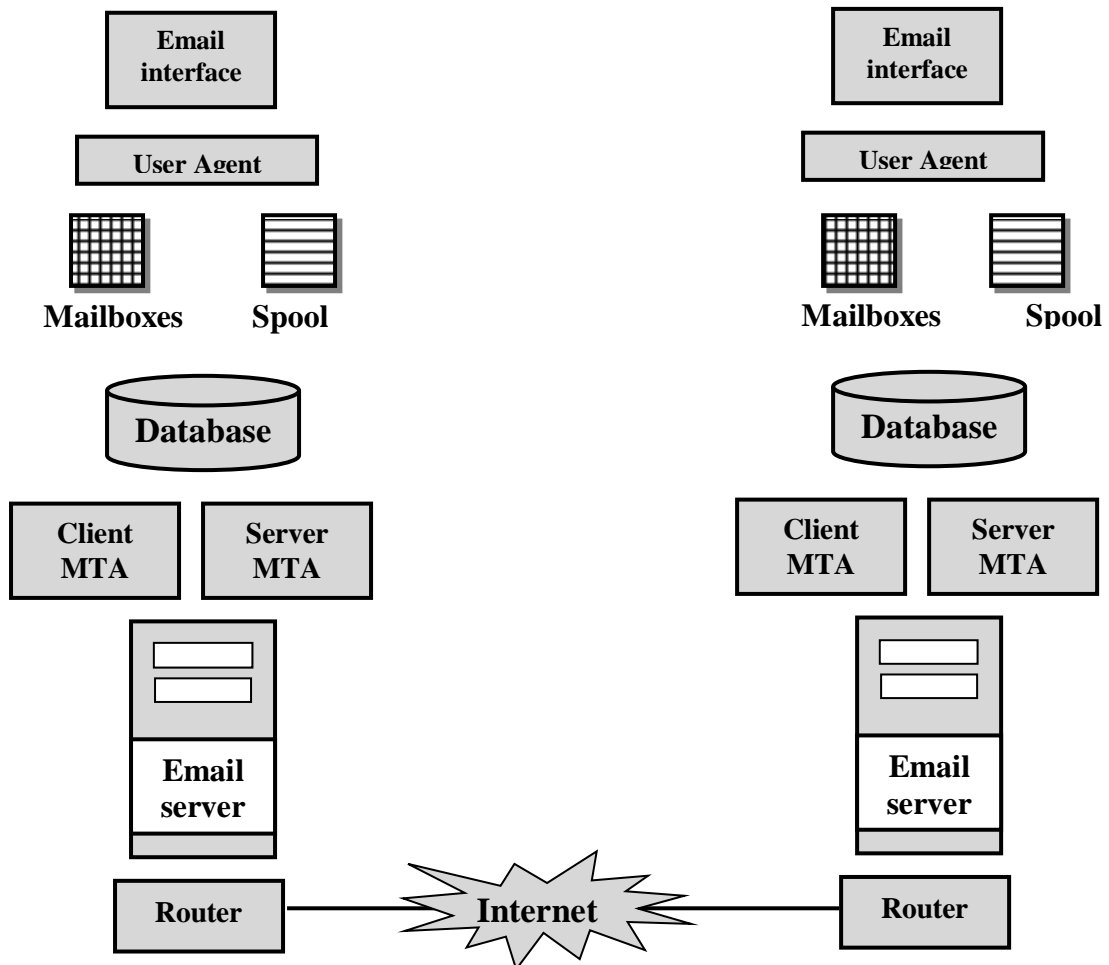 Email
interface
Email
interface
User Agent
User Agent
Mailboxes
Spool
Mailboxes
Spool
Database
Database
Client
MTA
Server
MTA
Client
MTA
Server
MTA
Email
server
Email
server
Router
Internet
Router